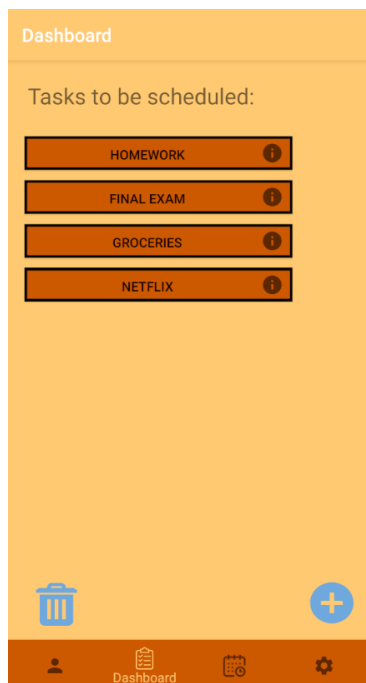 Dashboard
Tasks to be scheduled:
HOMEWORK
FINAL EXAM
GROCERIES
NETFLIX
Dashboard